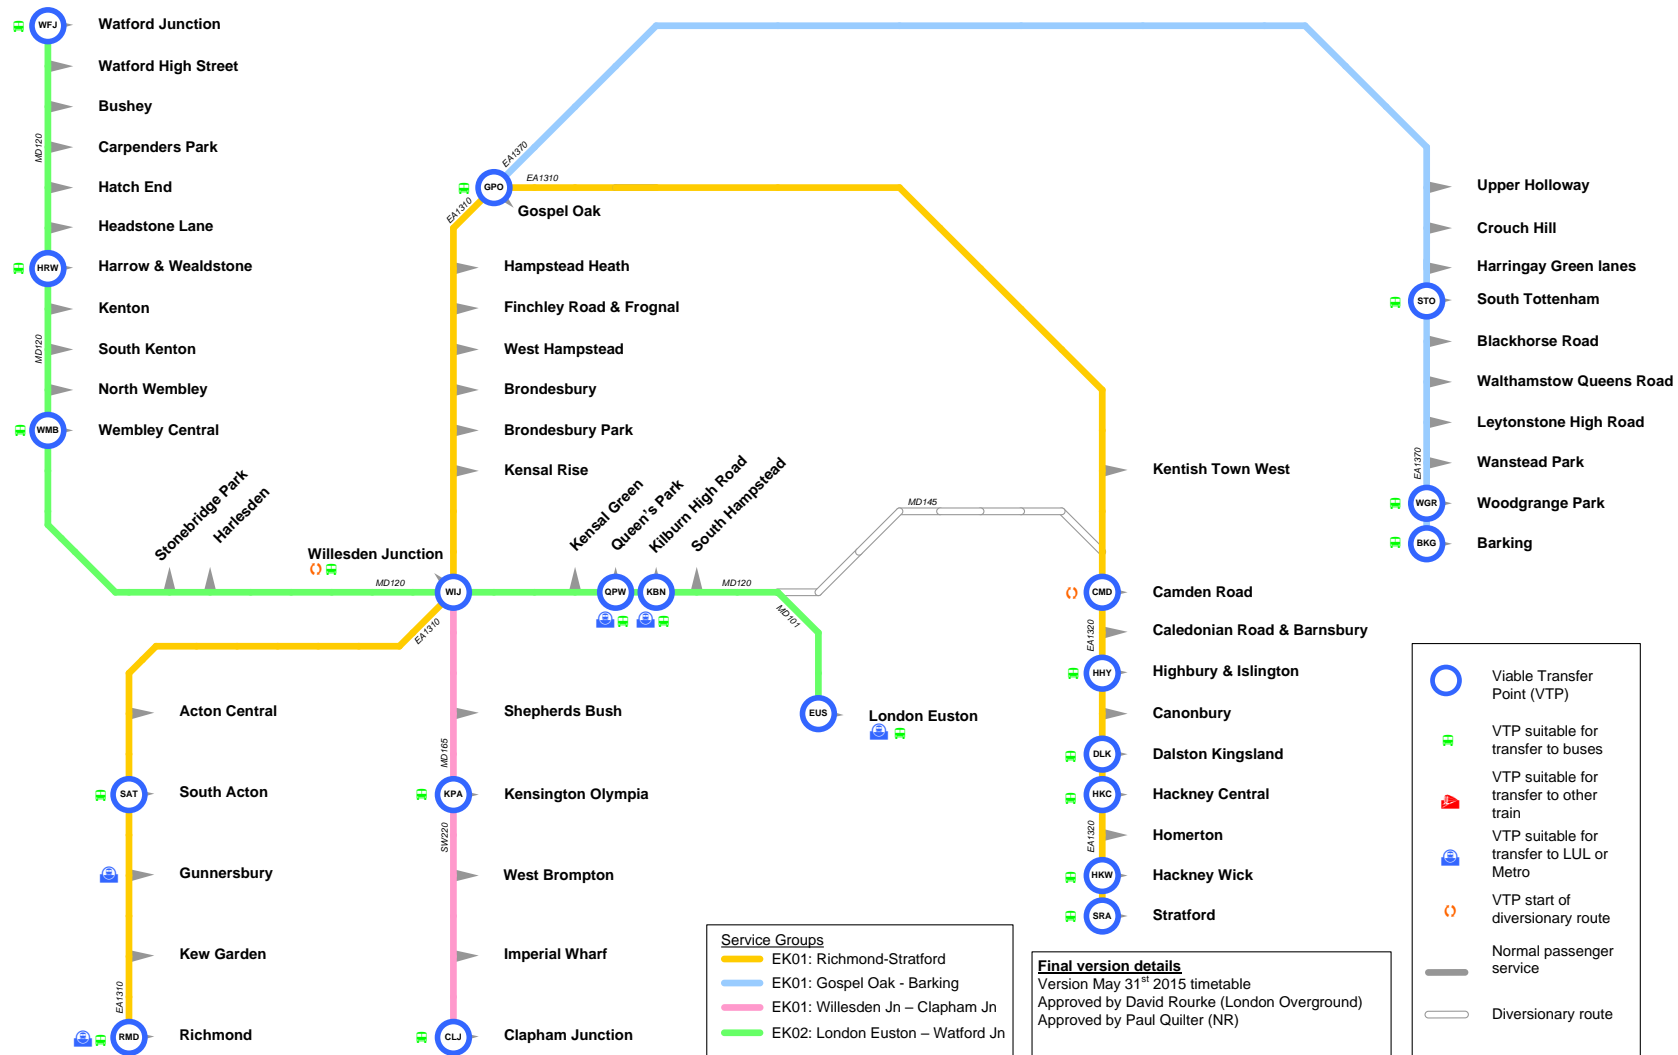 WFJ
Watford Junction
Watford High Street
Bushey
MD120
Carpenders Park
Hatch End
Headstone Lane
HRW
Harrow & Wealdstone
Kenton
MD120
South Kenton
North Wembley
WMB
Wembley Central
Stonebridge Park
Harlesden
MD120
Willesden Junction
WIJ
EA1370
EA1310
EA1310
GPO
Gospel Oak
Hampstead Heath
Finchley Road & Frognal
West Hampstead
Brondesbury
Brondesbury Park
Kensal Rise
Kensal Green
Queen's Park
Kilburn High Road
South Hampstead
QPW
KBN
MD120
MD101
MD145
EUS
London Euston
EA1310
Acton Central
SAT
South Acton
Gunnersbury
Kew Garden
EA1310
RMD
Richmond
Shepherds Bush
MD165
KPA
Kensington Olympia
SW220
West Brompton
Imperial Wharf
CLJ
Clapham Junction
Kentish Town West
CMD
Camden Road
EA1320
Caledonian Road & Barnsbury
HHY
Highbury & Islington
Canonbury
DLK
Dalston Kingsland
HKC
Hackney Central
EA1320
Homerton
HKW
Hackney Wick
SRA
Stratford
Upper Holloway
Crouch Hill
Harringay Green lanes
STO
South Tottenham
Blackhorse Road
Walthamstow Queens Road
Leytonstone High Road
EA1370
Wanstead Park
WGR
Woodgrange Park
BKG
Barking
Service Groups
EK01: Richmond-Stratford
EK01: Gospel Oak - Barking
EK01: Willesden Jn – Clapham Jn
EK02: London Euston – Watford Jn
Final version details
Version May 31st 2015 timetable
Approved by David Rourke (London Overground)
Approved by Paul Quilter (NR)
Viable Transfer
Point (VTP)
VTP suitable for
transfer to buses
VTP suitable for
transfer to other
train
VTP suitable for
transfer to LUL or
Metro
VTP start of
diversionary route
Normal passenger
service
Diversionary route